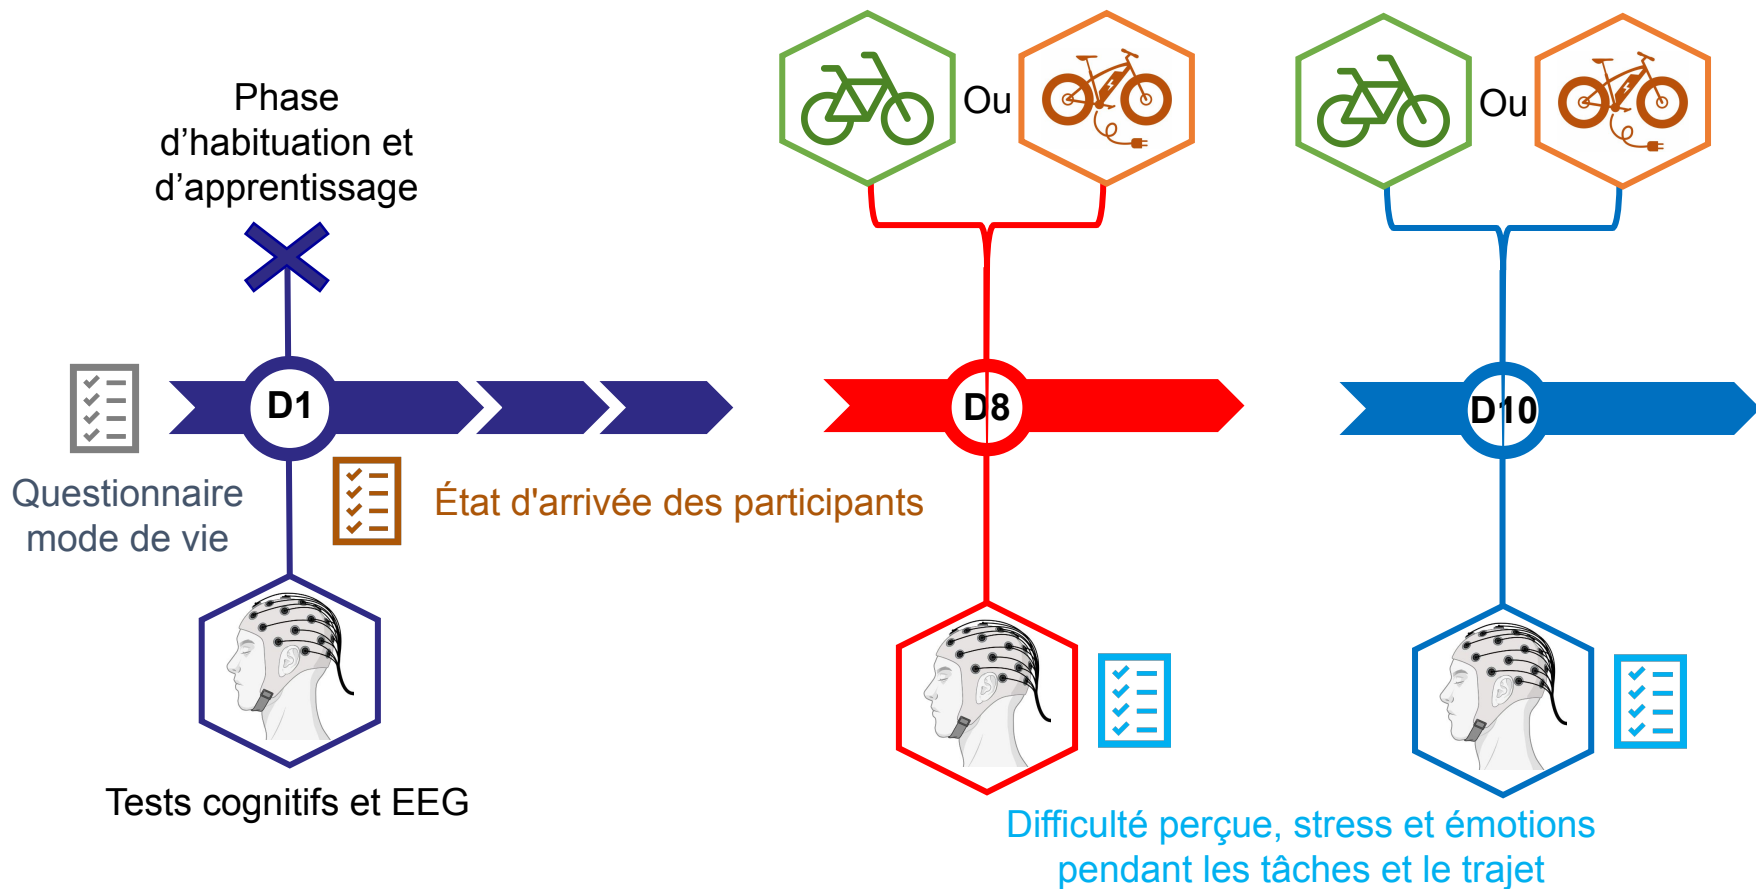 Phase
d’habituation et
d’apprentissage
Ou
Ou
D1
D8
D10
Questionnaire
mode de vie
État d'arrivée des participants
Tests cognitifs et EEG
Difficulté perçue, stress et émotions
pendant les tâches et le trajet